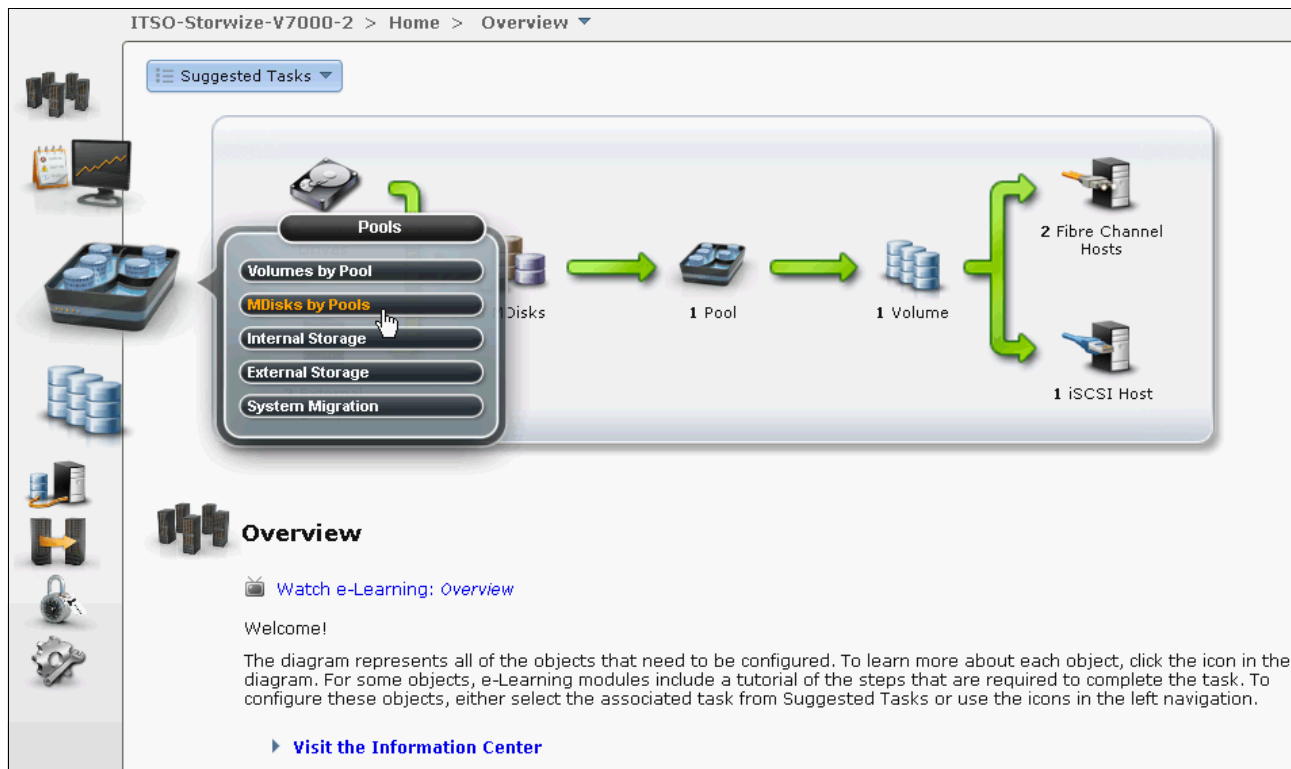 ITSO-Storwize-V7000-2 > Home > Overview
Suggested Tasks
Pools
Volumes by Pool
MDisks by Pools
Internal Storage
External Storage
System Migration
1 Pool
1 Volume
2 Fibre Channel
Hosts
1 iSCSI Host
Overview
Watch e-Learning: Overview
Welcome!
The diagram represents all of the objects that need to be configured. To learn more about each object, click the icon in the
diagram. For some objects, e-Learning modules include a tutorial of the steps that are required to complete the task. To
configure these objects, either select the associated task from Suggested Tasks or use the icons in the left navigation.
Visit the Information Center